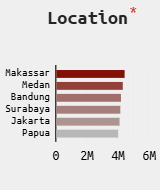 Location*
Makassar
Medan
Bandung
Surabaya
Jakarta
Papua
0 2M 4M 6M